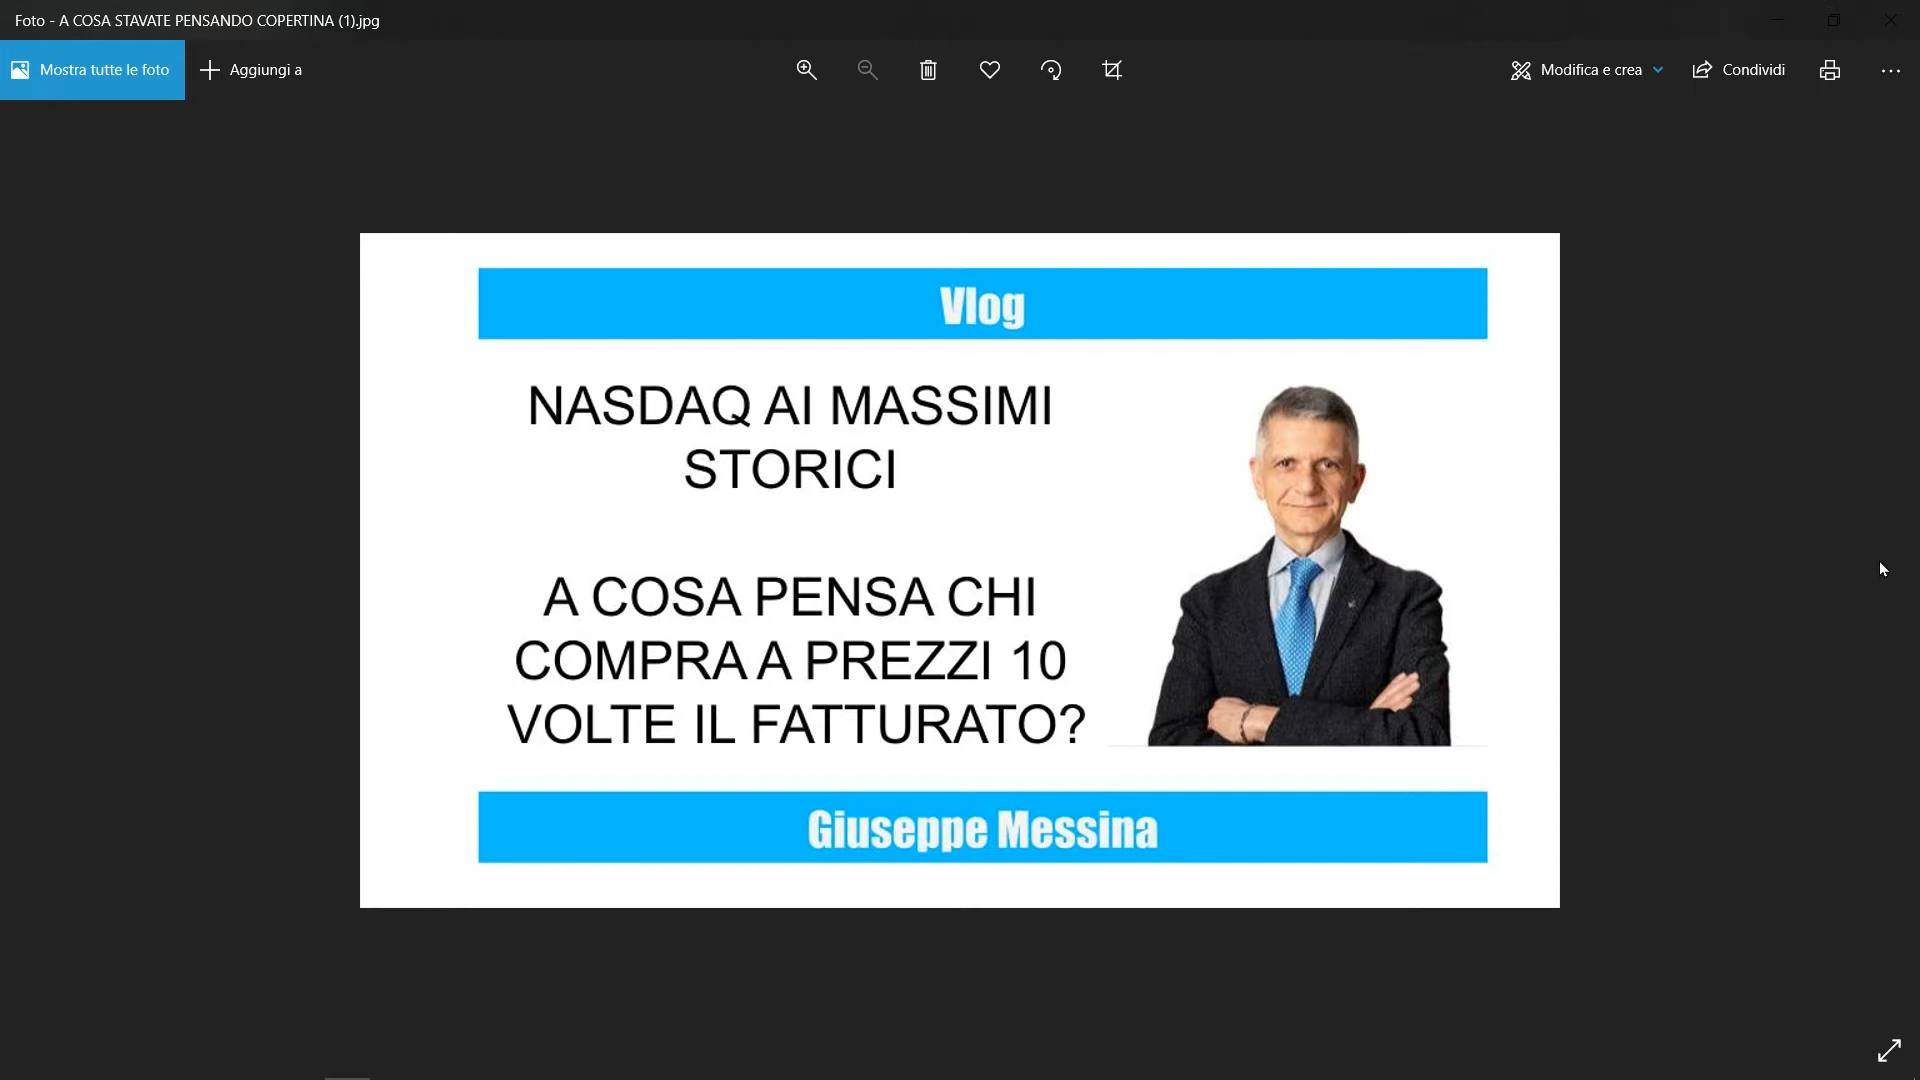 Foto - A COSA STAVATE PENSANDO COPERTINA (1).jpg
Mostra tutte le foto
Aggiungi a
Modifica e crea
Condividi
Vlog
NASDAQ AI MASSIMI
STORICI
A COSA PENSA CHI
COMPRA A PREZZI 10
VOLTE IL FATTURATO?
Giuseppe Messina